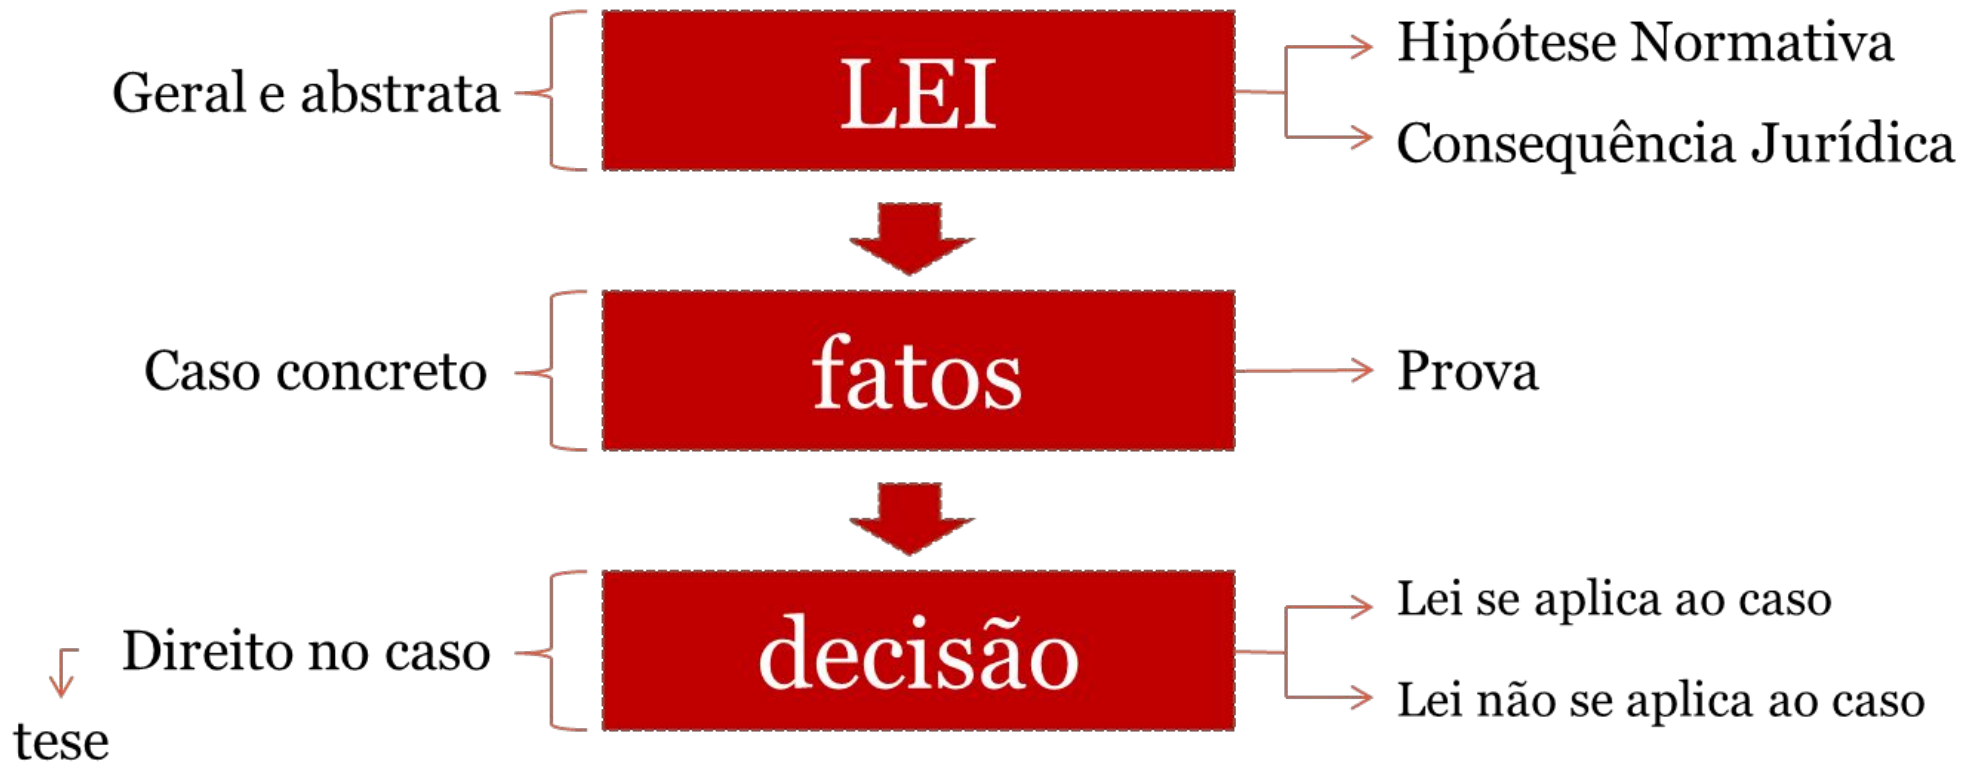 Geral e abstrata
LEI
Hipótese Normativa
Consequência Jurídica
Caso concreto
fatos
Prova
Direito no caso
tese
decisão
Lei se aplica ao caso
Lei não se aplica ao caso